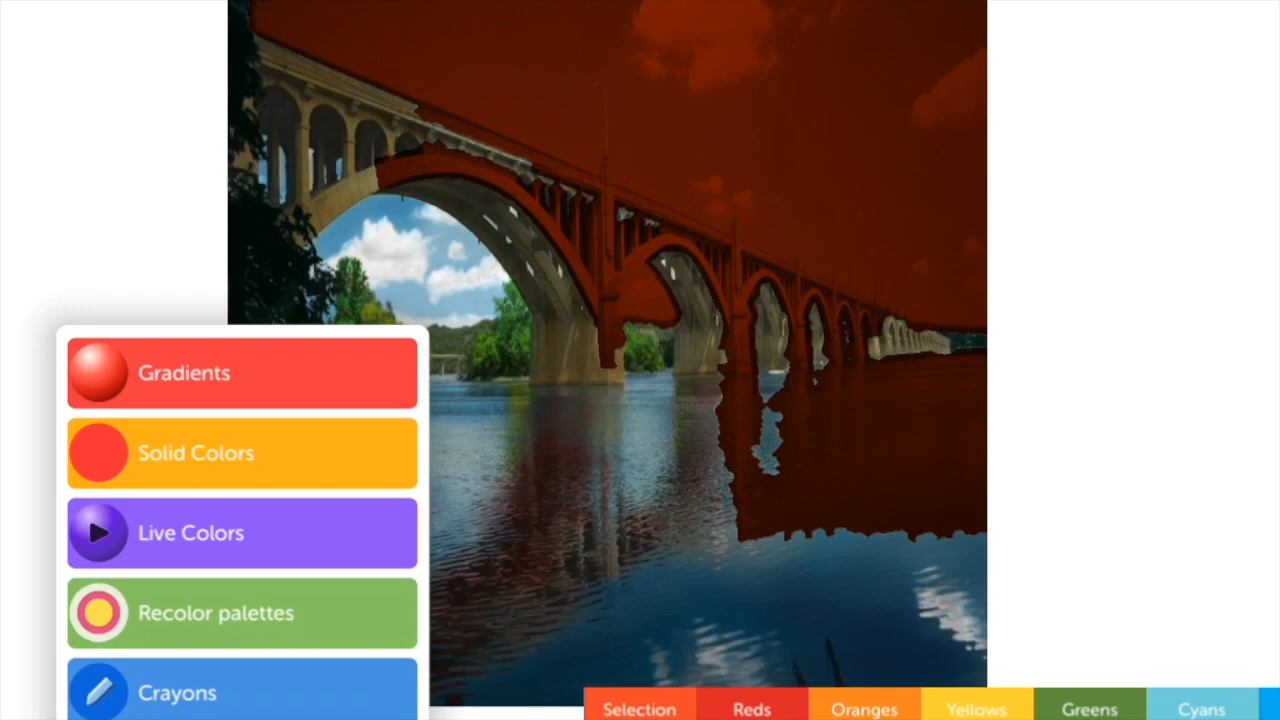 Gradients
Solid Colors
Live Colors
Recolor palettes
Crayons
Selection
Reds
Oranges
Yellows
Greens
Cyans